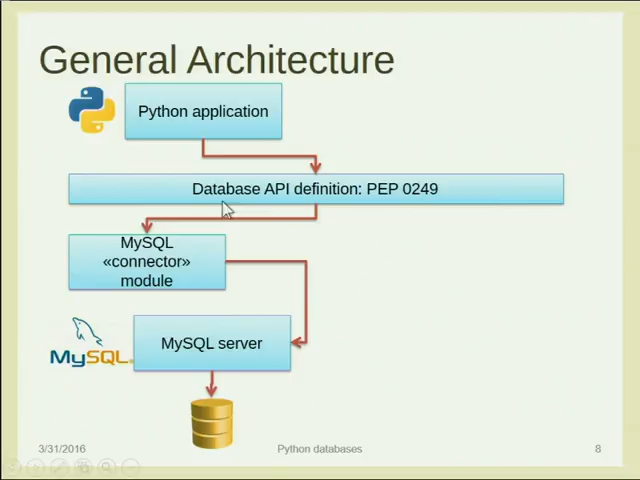 General Architecture
Python application
Database API definition: PEP 0249
MySQL
«connector»
module
MySQL server
MySQL
3/31/2016
Python databases
8